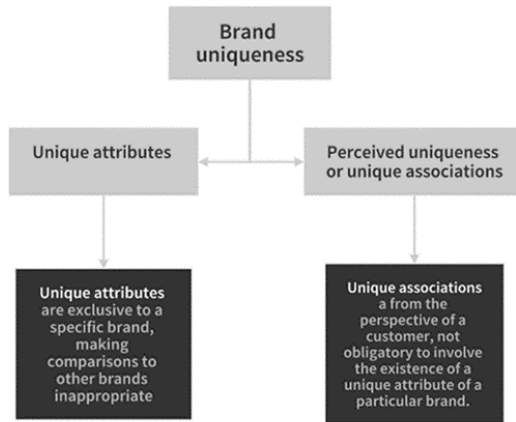 Brand
uniqueness
Unique attributes
Perceived uniqueness
or unique associations
Unique attributes
are exclusive to a
specific brand,
making
comparisons to
other brands
inappropriate
Unique associations
a from the
perspective of a
customer, not
obligatory to involve
the existence of a
unique attribute of a
particular brand.